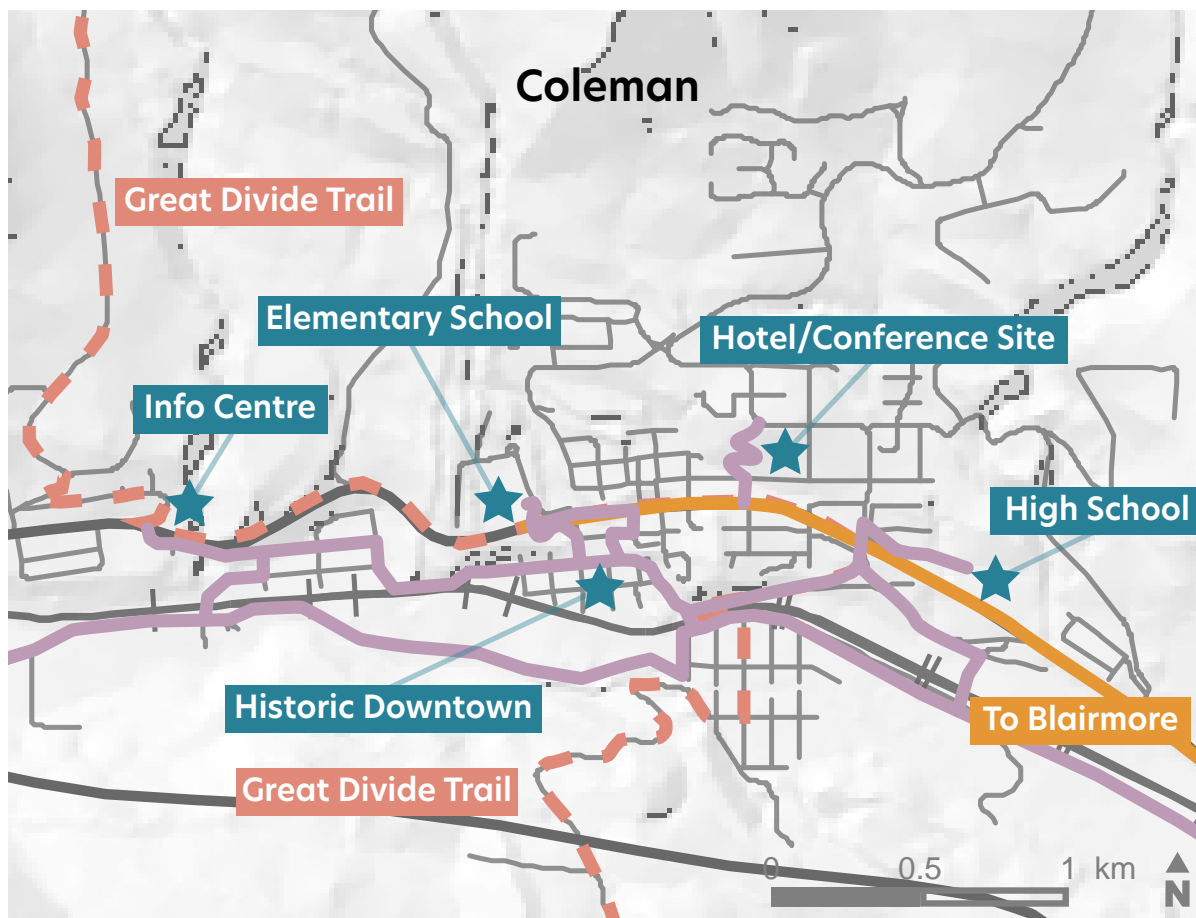 Coleman
Great Divide Trail
Elementary School
Hotel/Conference Site
Info Centre
High School
Historic Downtown
To Blairmore
Great Divide Trail
0 0.5 1 km
N